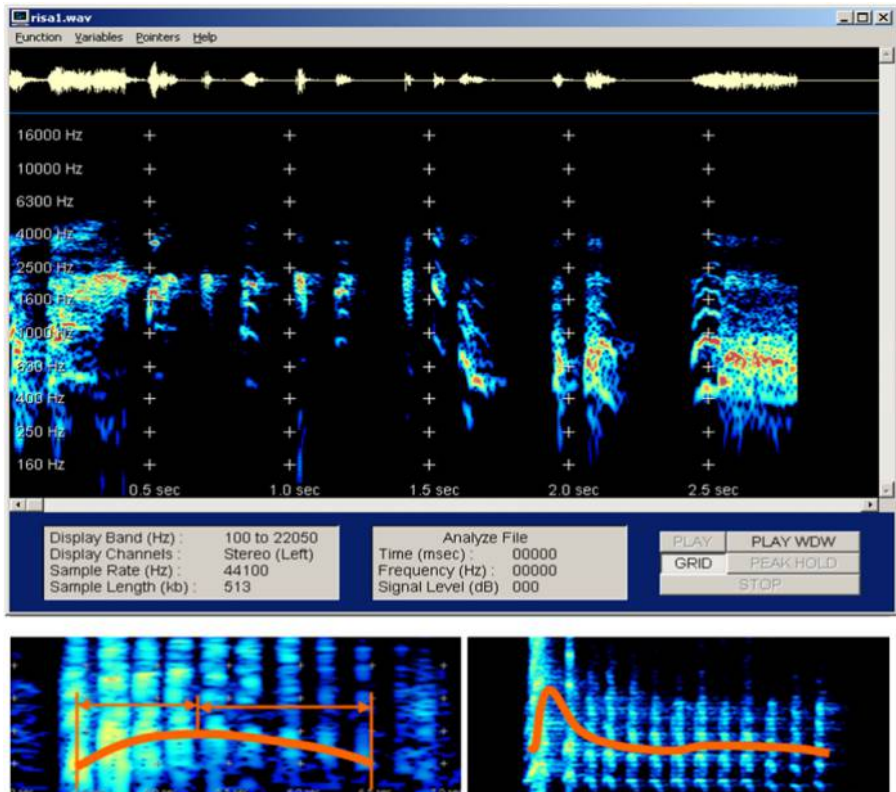 risa1.wav
Function Variables Pointers Help
16000 Hz
10000 Hz
6300 Hz
4000 Hz
2500 Hz
1600 Hz
1000 Hz
630 Hz
400 Hz
250 Hz
160 Hz
0.5 sec 1.0 sec 1.5 sec 2.0 sec 2.5 sec
Display Band (Hz) : 100 to 22050
Display Channels : Stereo (Left)
Sample Rate (Hz) : 44100
Sample Length (kb) : 513
Analyze File
Time (msec) : 00000
Frequency (Hz) : 00000
Signal Level (dB) 000
PLAY PLAY WDW
GRID PEAK HOLD
STOP